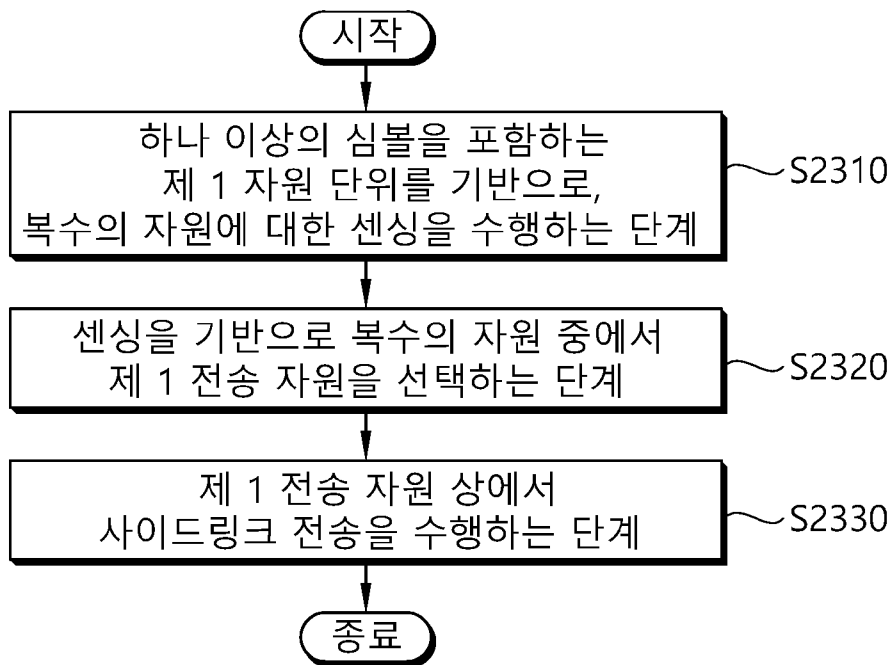 시작
하나 이상의 심볼을 포함하는
제 1 자원 단위를 기반으로,
복수의 자원에 대한 센싱을 수행하는 단계
S2310
센싱을 기반으로 복수의 자원 중에서
제 1 전송 자원을 선택하는 단계
S2320
제 1 전송 자원 상에서
사이드링크 전송을 수행하는 단계
S2330
종료